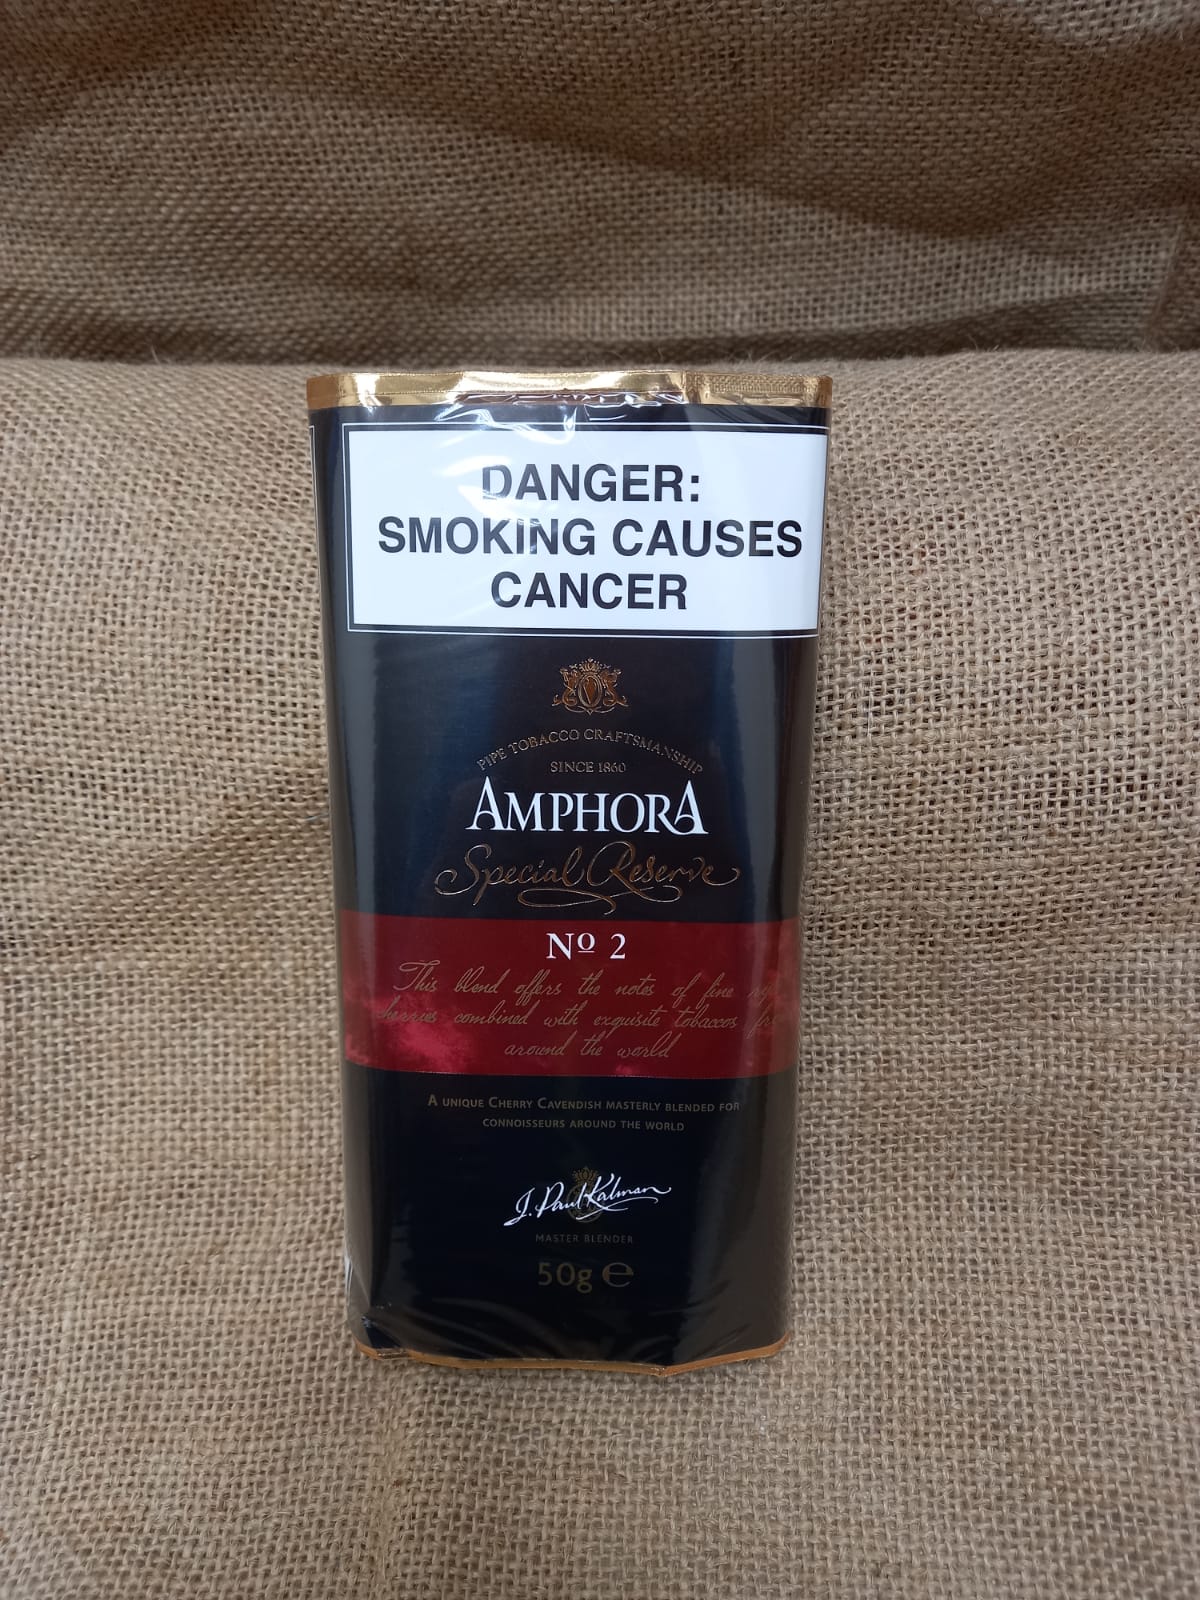 DANGER:
SMOKING CAUSES
CANCER
PIPE TOBACCO CRAFTSMANSHIP
SINCE 1860
AMPHORA
Special Reserve
Nº 2
This blend offers the notes of fine
cherries combined with exquisite tobaccos
around the world
A UNIQUE CHERRY CAVENDISH MASTERLY BLENDED FOR
CONNOISSEURS AROUND THE WORLD
J. Paul Kalman
MASTER BLENDER
50g ℮